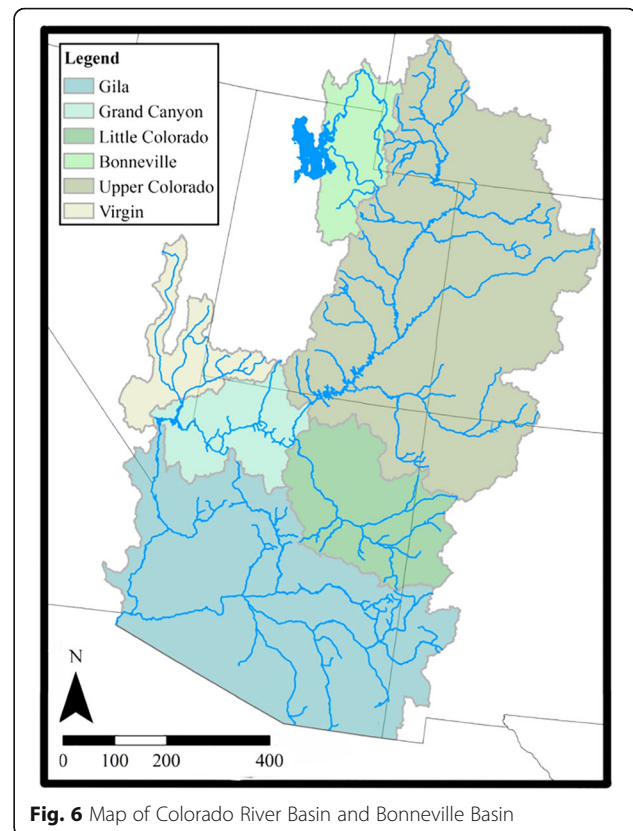 Legend
Gila
Grand Canyon
Little Colorado
Bonneville
Upper Colorado
Virgin
N
0 100 200 400
Fig. 6 Map of Colorado River Basin and Bonneville Basin